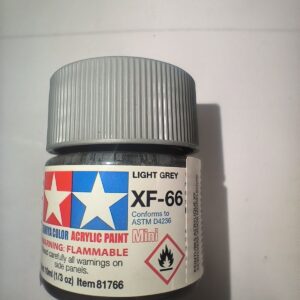 LIGHT GREY
XF-66
Conforms to
ASTM D4236
Mini
COLOR ACRYLIC PAINT
WARNING: FLAMMABLE
Read carefully all warnings on
side panels.
10ml (1/3 oz) Item 81766